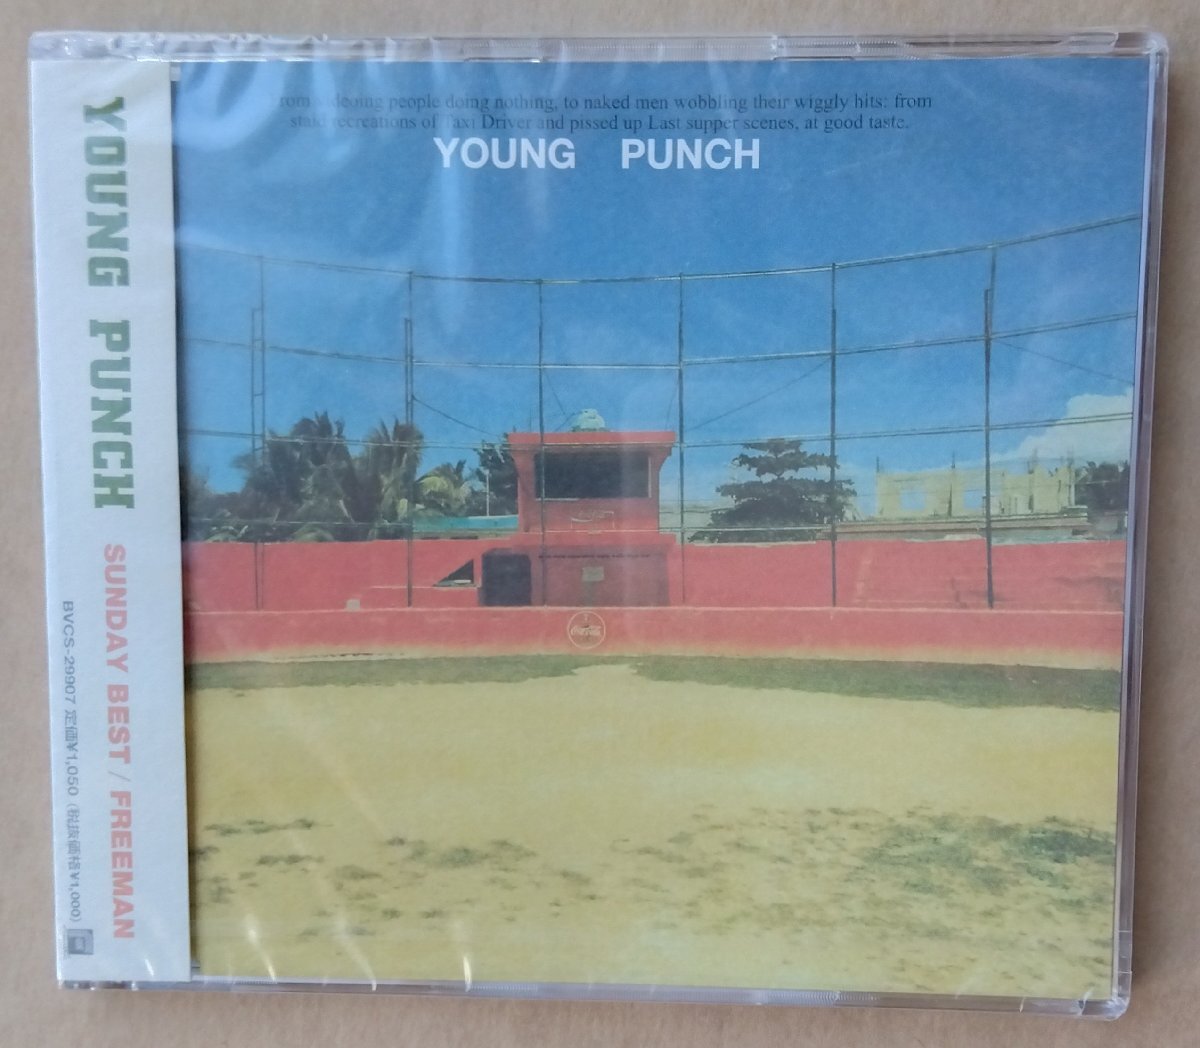 YOUNG PUNCH
SUNDAY BEST / FREEMAN
BVCS-29907 定価¥1,050 (税抜価格¥1,000)
From videoing people doing nothing, to naked men wobbling their wiggly bits: from
staid recreations of Taxi Driver and pissed up Last supper scenes, at good taste.
YOUNG PUNCH